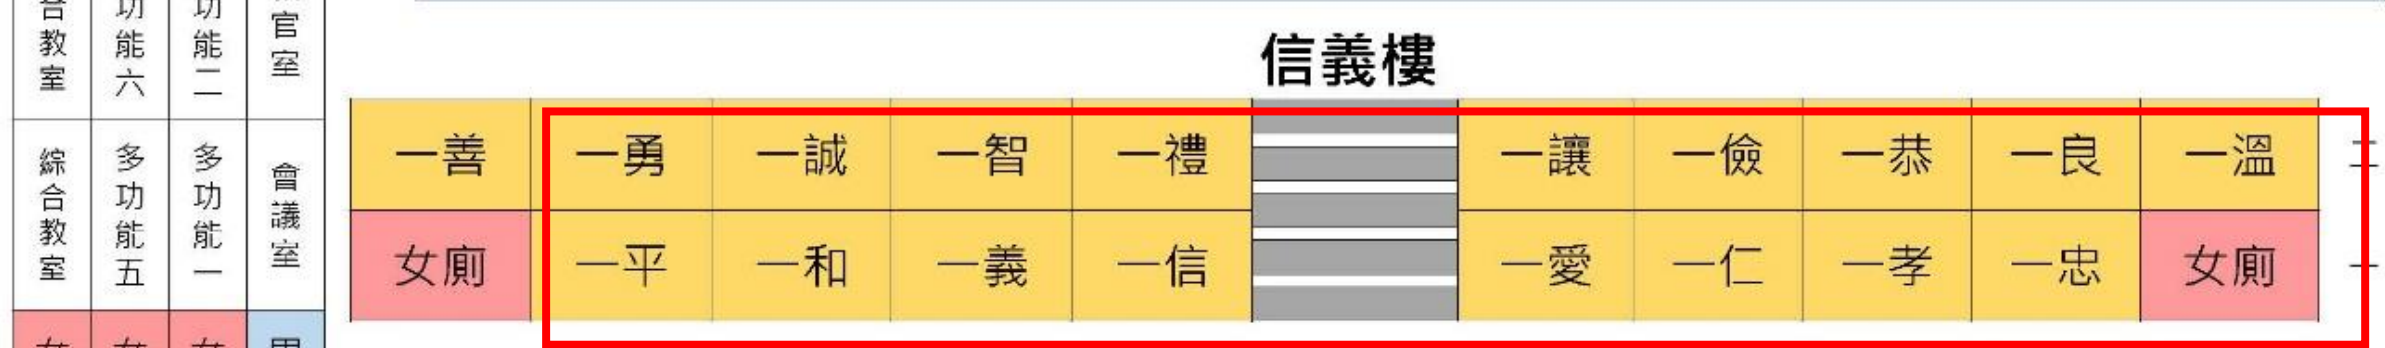 信義樓
教室
功能六
功能二
官室
綜合教室
多功能五
多功能一
會議室
一善 一勇 一誠 一智 一禮 一讓 一儉 一恭 一良 一溫
女廁 一平 一和 一義 一信 一愛 一仁 一孝 一忠 女廁